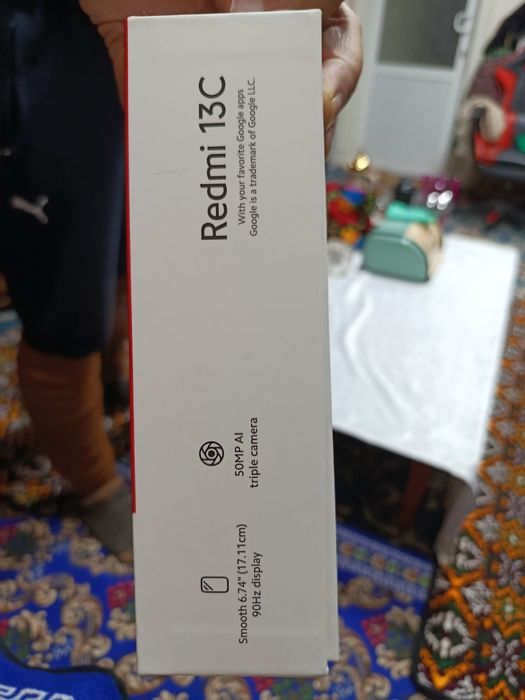 Redmi 13C
With your favorite Google apps
Google is a trademark of Google LLC.
50MP AI
triple camera
Smooth 6.74" (17.11cm)
90Hz display